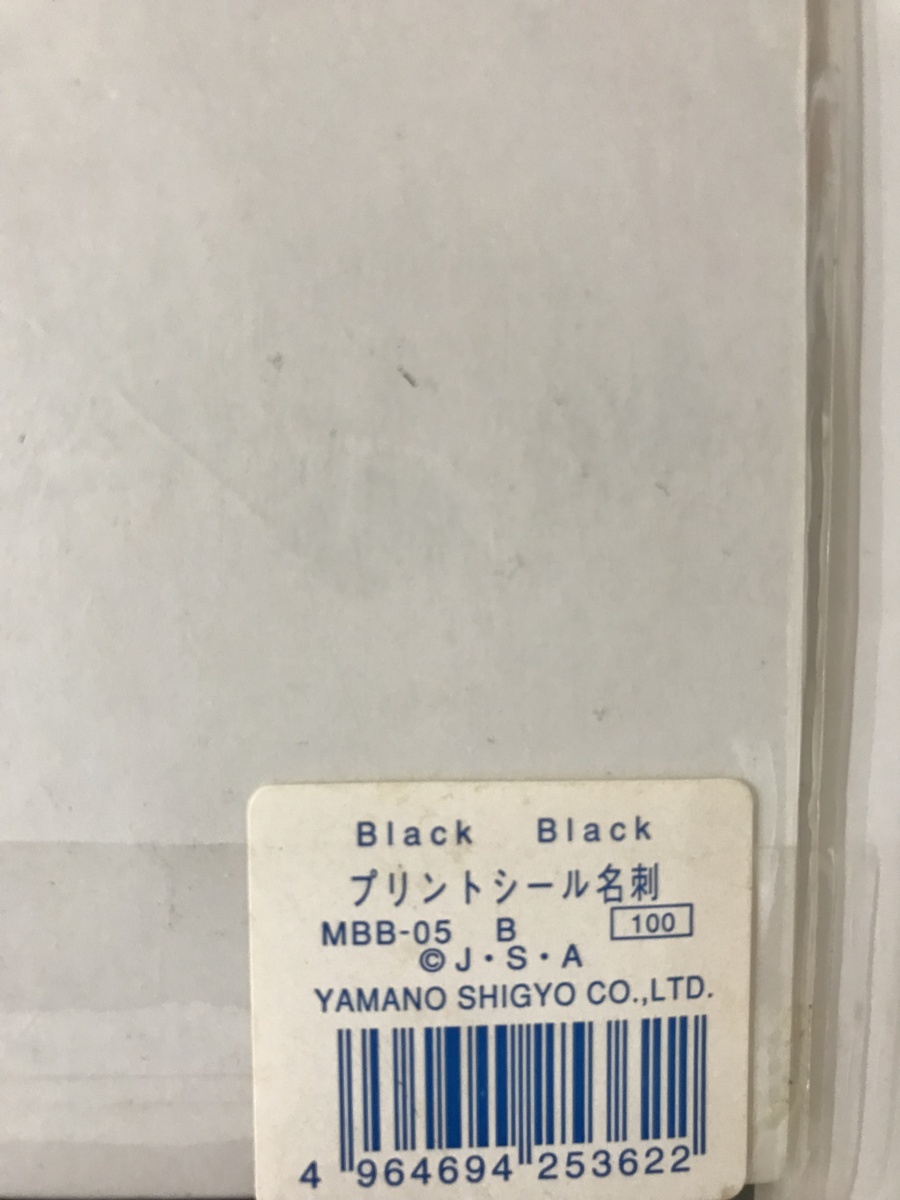 Black Black
プリントシール名刺
MBB-05 B 100
©J・S・A
YAMANO SHIGYO CO.,LTD.
4 964694 253622